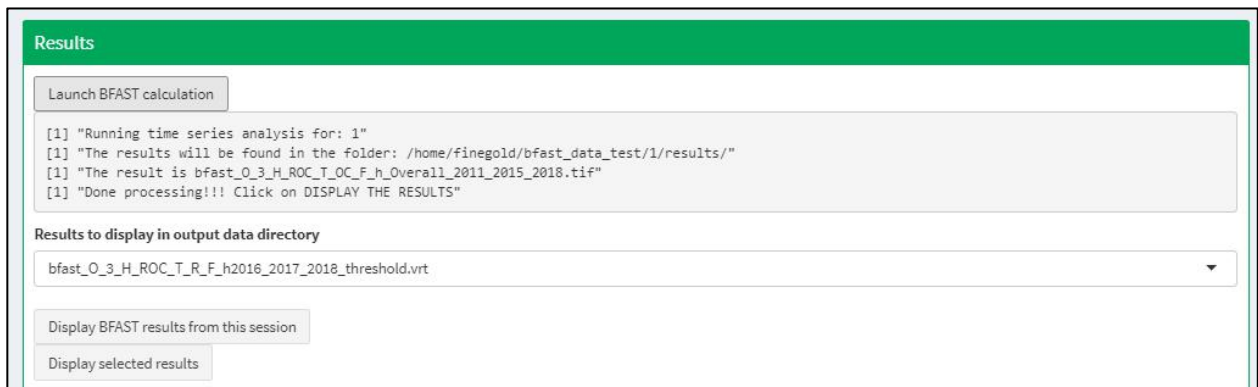 Results
Launch BFAST calculation
[1] "Running time series analysis for: 1"
[1] "The results will be found in the folder: /home/finegold/bfast_data_test/1/results/"
[1] "The result is bfast_O_3_H_ROC_T_OC_F_h_Overall_2011_2015_2018.tif"
[1] "Done processing!!! Click on DISPLAY THE RESULTS"
Results to display in output data directory
bfast_O_3_H_ROC_T_R_F_h2016_2017_2018_threshold.vrt
Display BFAST results from this session
Display selected results